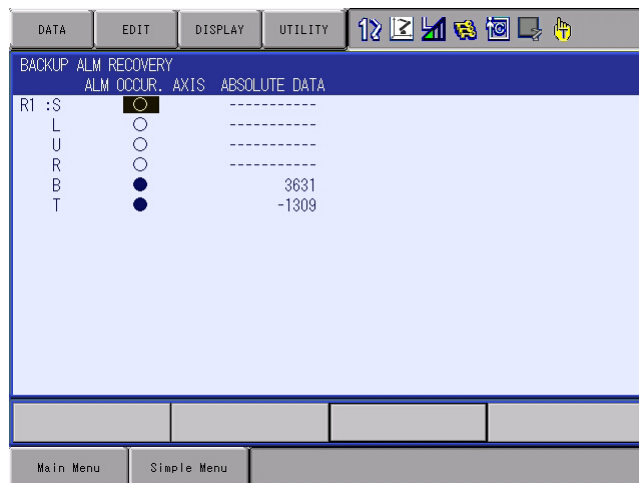 DATA EDIT DISPLAY UTILITY
BACKUP ALM RECOVERY
ALM OCCUR. AXIS ABSOLUTE DATA
R1 :S -----------
L -----------
U -----------
R -----------
B 3631
T -1309
Main Menu Simple Menu